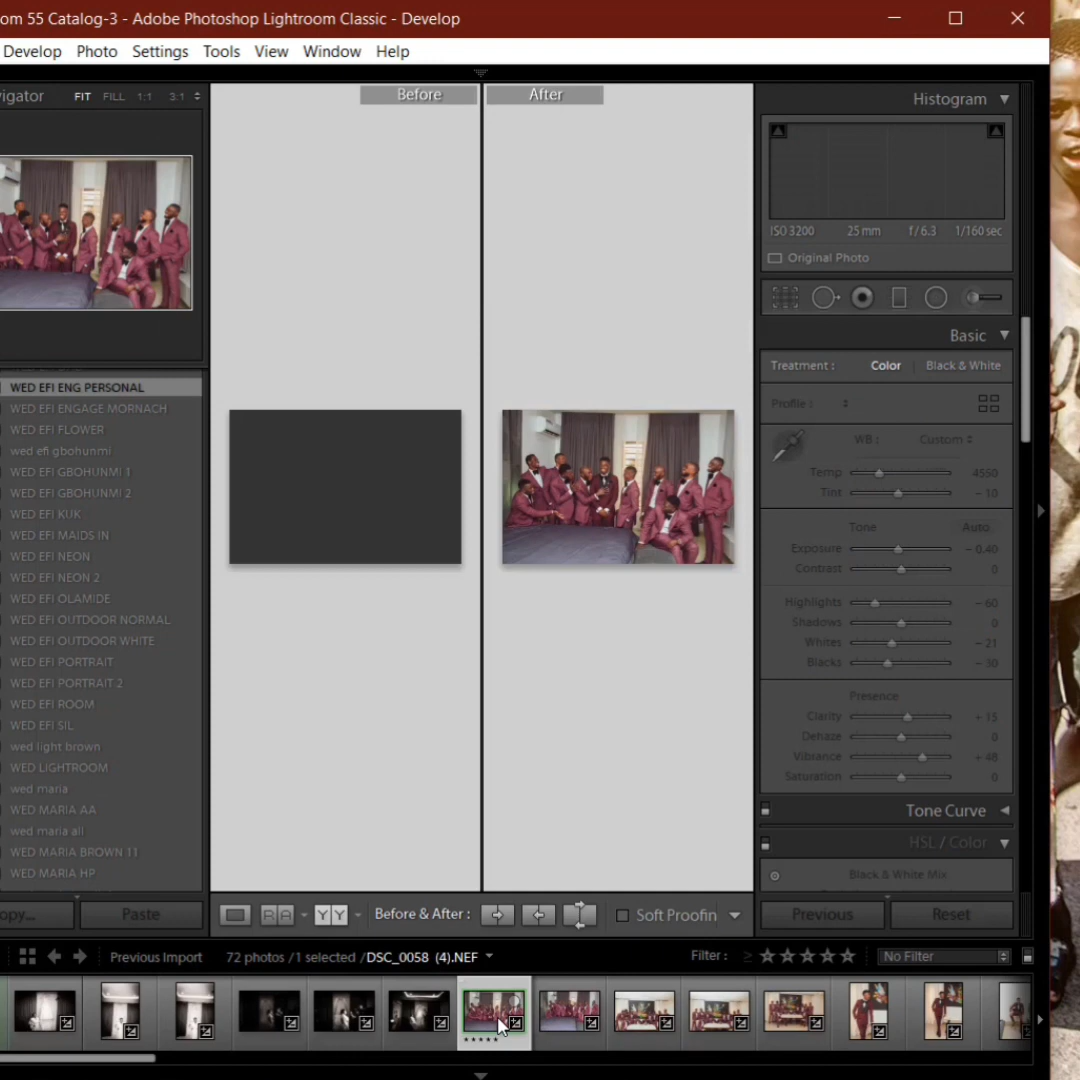 om 55 Catalog-3 - Adobe Photoshop Lightroom Classic - Develop
Develop Photo Settings Tools View Window Help
vigator FIT FILL 1:1 3:1
Before
After
Histogram
ISO 3200 25 mm f / 6.3 1/160 sec
Original Photo
Basic
Treatment : Color Black & White
Profile :
WB : Custom
Temp 4550
Tint - 10
Tone Auto
Exposure - 0.40
Contrast 0
Highlights - 60
Shadows 0
Whites - 21
Blacks - 30
Presence
Clarity + 15
Dehaze 0
Vibrance + 48
Saturation 0
Tone Curve
HSL / Color
Black & White Mix
Previous Reset
WED EFI ENG PERSONAL
WED EFI ENGAGE MORNACH
WED EFI FLOWER
wed efi gbohunmi
WED EFI GBOHUNMI 1
WED EFI GBOHUNMI 2
WED EFI KUK
WED EFI MAIDS IN
WED EFI NEON
WED EFI NEON 2
WED EFI OLAMIDE
WED EFI OUTDOOR NORMAL
WED EFI OUTDOOR WHITE
WED EFI PORTRAIT
WED EFI PORTRAIT 2
WED EFI ROOM
WED EFI SIL
wed light brown
WED LIGHTROOM
wed maria
WED MARIA AA
wed maria all
WED MARIA BROWN 11
WED MARIA HP
opy... Paste
R A Y Y Before & After : Soft Proofin
Previous Import 72 photos / 1 selected / DSC_0058 (4).NEF Filter : ≥ No Filter